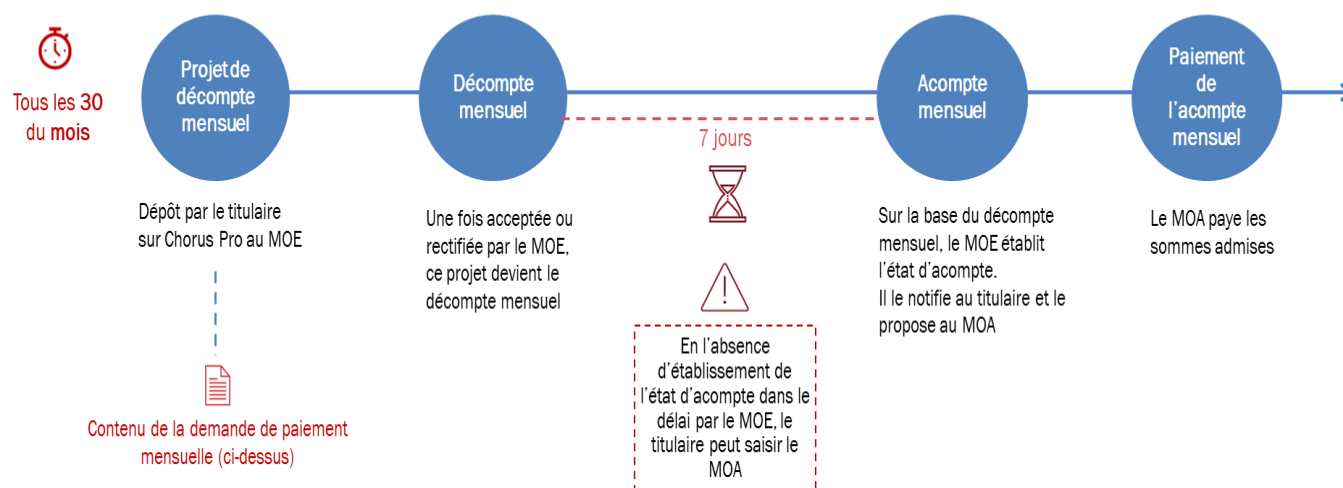 Tous les 30
du mois
Projet de
décompte
mensuel
Dépôt par le titulaire
sur Chorus Pro au MOE
Contenu de la demande de paiement
mensuelle (ci-dessus)
Décompte
mensuel
Une fois acceptée ou
rectifiée par le MOE,
ce projet devient le
décompte mensuel
7 jours
En l'absence
d'établissement de
l'état d'acompte dans le
délai par le MOE, le
titulaire peut saisir le
MOA
Acompte
mensuel
Sur la base du décompte
mensuel, le MOE établit
l'état d'acompte.
Il le notifie au titulaire et le
propose au MOA
Paiement
de
l'acompte
mensuel
Le MOA paye les
sommes admises